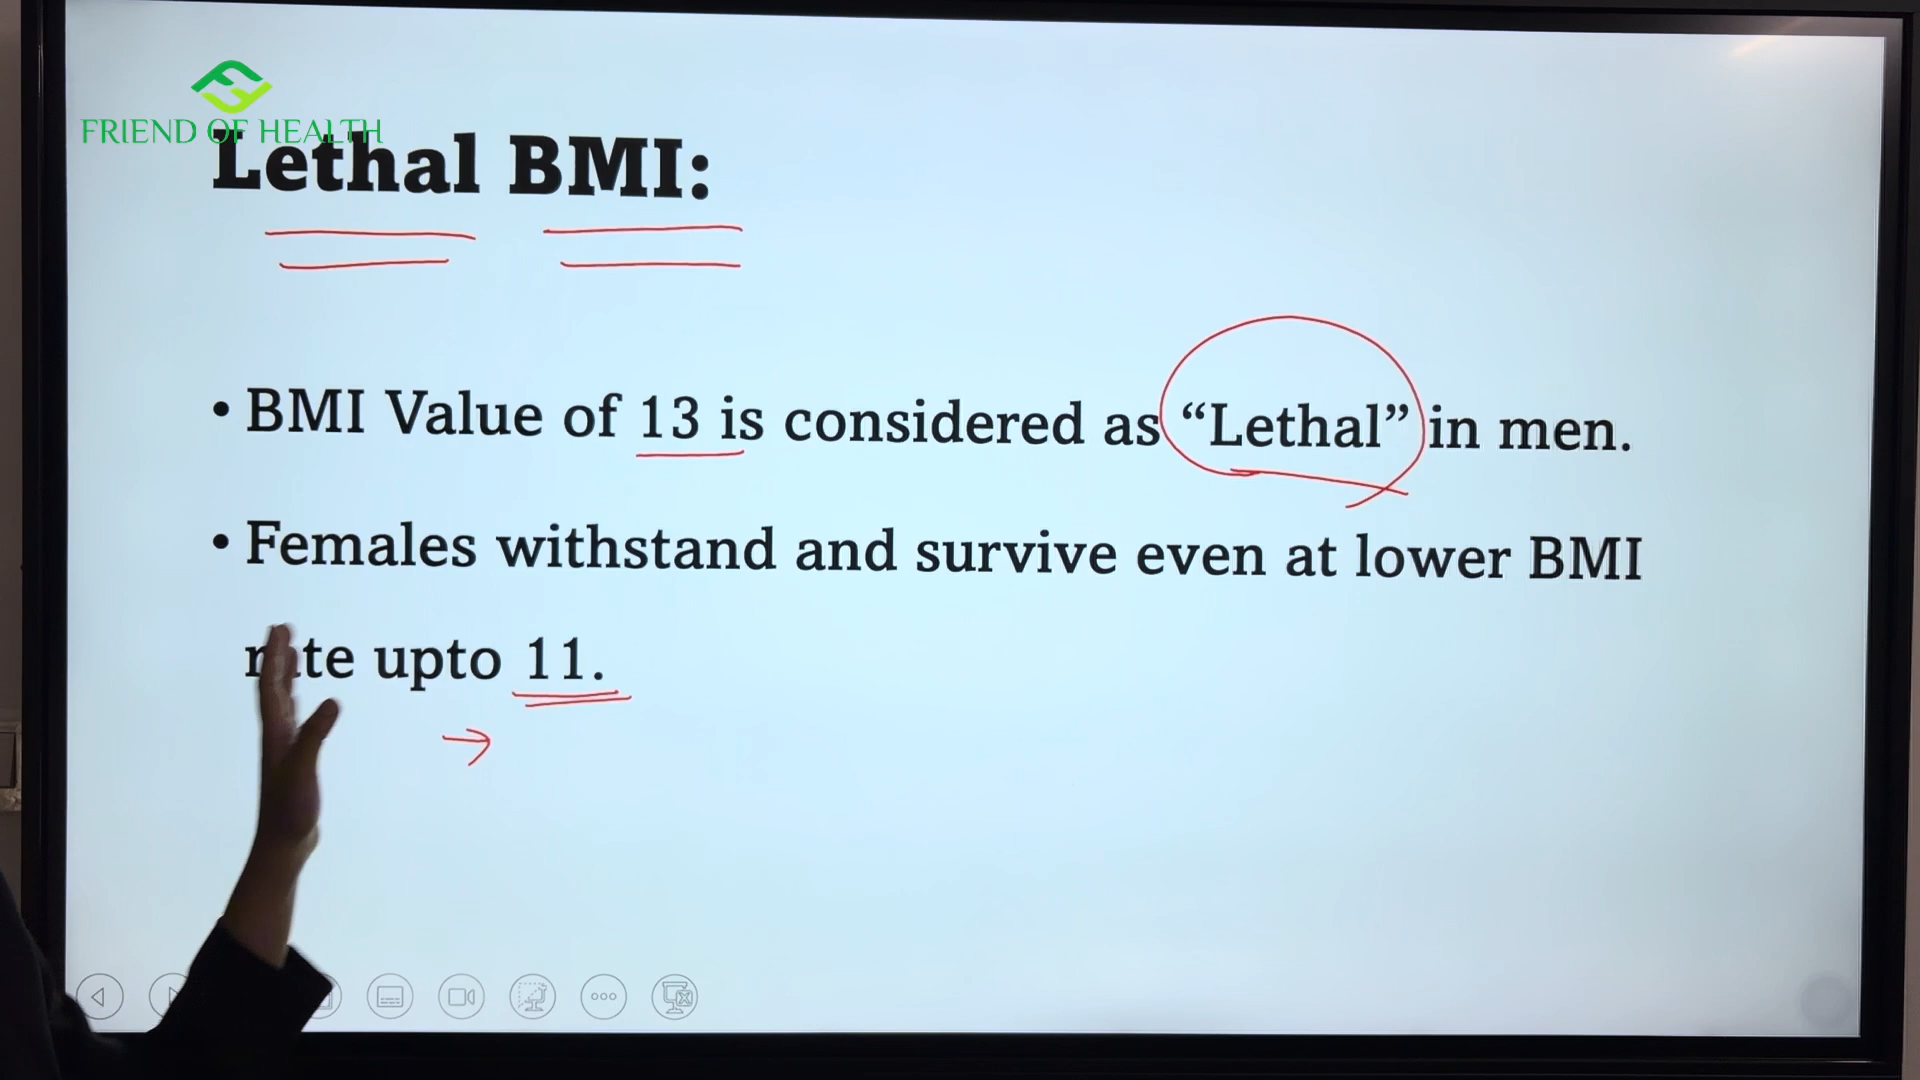 FRIEND OF HEALTH
Lethal BMI:
• BMI Value of 13 is considered as “Lethal” in men.
• Females withstand and survive even at lower BMI
rate upto 11.